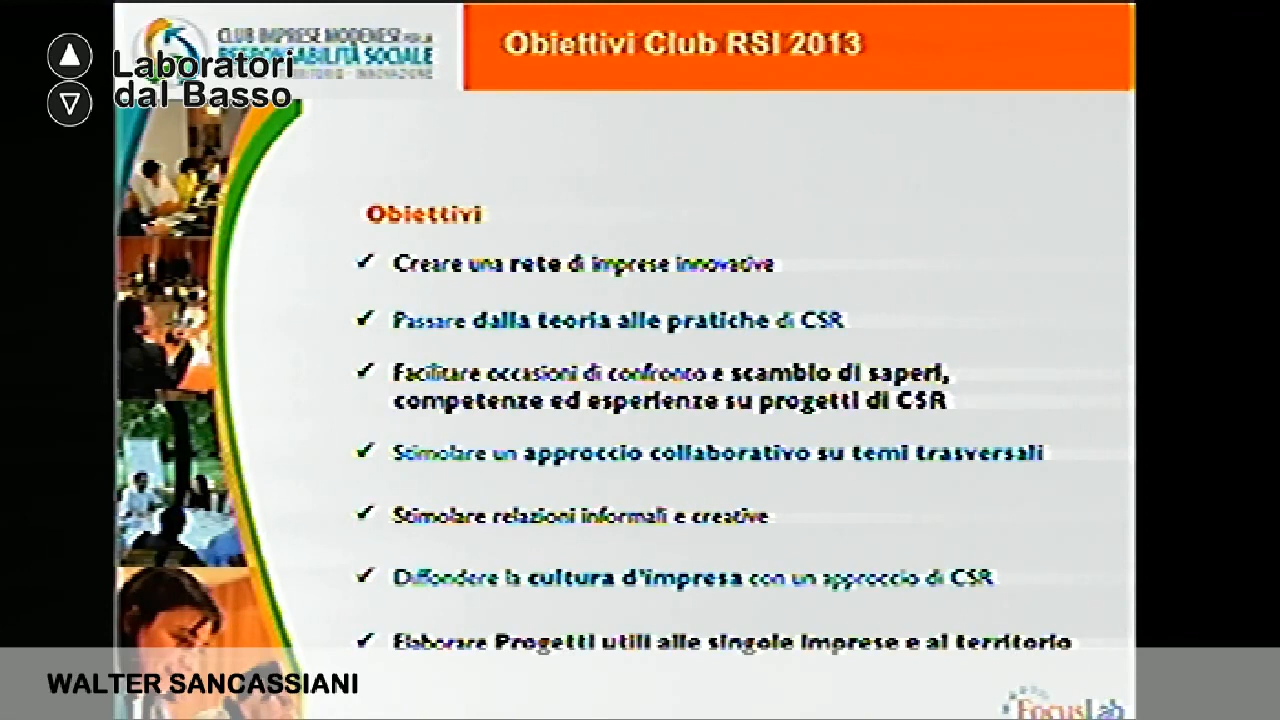 CLUB IMPRESE MODENESI PER LA
RESPONSABILITÀ SOCIALE
INNOVAZIONE
Laboratori
dal Basso
Obiettivi Club RSI 2013
Obiettivi
✓ Creare una rete di imprese innovative
✓ Passare dalla teoria alle pratiche di CSR
✓ Facilitare occasioni di confronto e scambio di saperi,
competenze ed esperienze su progetti di CSR
✓ Stimolare un approccio collaborativo su temi trasversali
✓ Stimolare relazioni informali e creative
✓ Diffondere la cultura d'impresa con un approccio di CSR
✓ Elaborare Progetti utili alle singole imprese e al territorio
WALTER SANCASSIANI
FocusLab